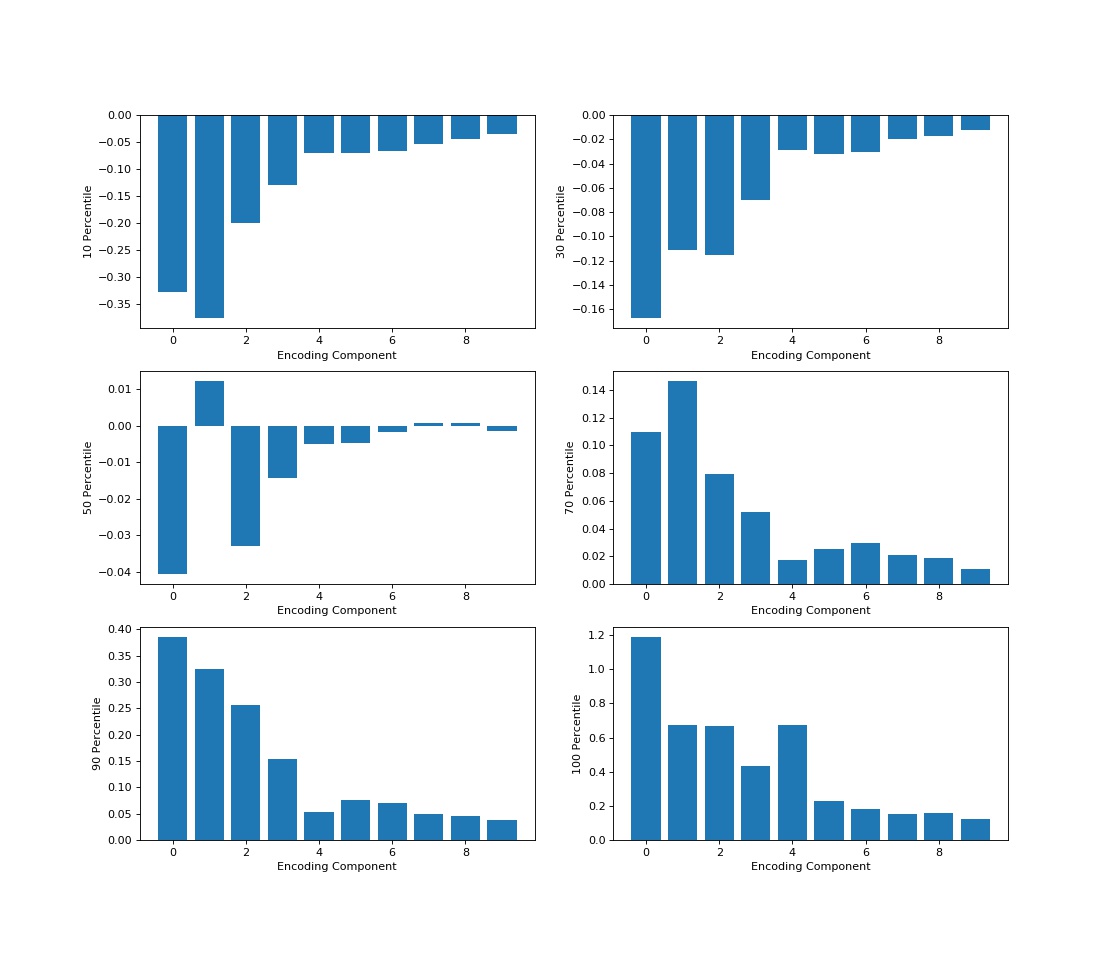 0.00
−0.05
−0.10
−0.15
−0.20
−0.25
−0.30
−0.35
10 Percentile
0 2 4 6 8
Encoding Component
0.00
−0.02
−0.04
−0.06
−0.08
−0.10
−0.12
−0.14
−0.16
30 Percentile
0 2 4 6 8
Encoding Component
0.01
0.00
−0.01
−0.02
−0.03
−0.04
50 Percentile
0 2 4 6 8
Encoding Component
0.14
0.12
0.10
0.08
0.06
0.04
0.02
0.00
70 Percentile
0 2 4 6 8
Encoding Component
0.40
0.35
0.30
0.25
0.20
0.15
0.10
0.05
0.00
90 Percentile
0 2 4 6 8
Encoding Component
1.2
1.0
0.8
0.6
0.4
0.2
0.0
100 Percentile
0 2 4 6 8
Encoding Component